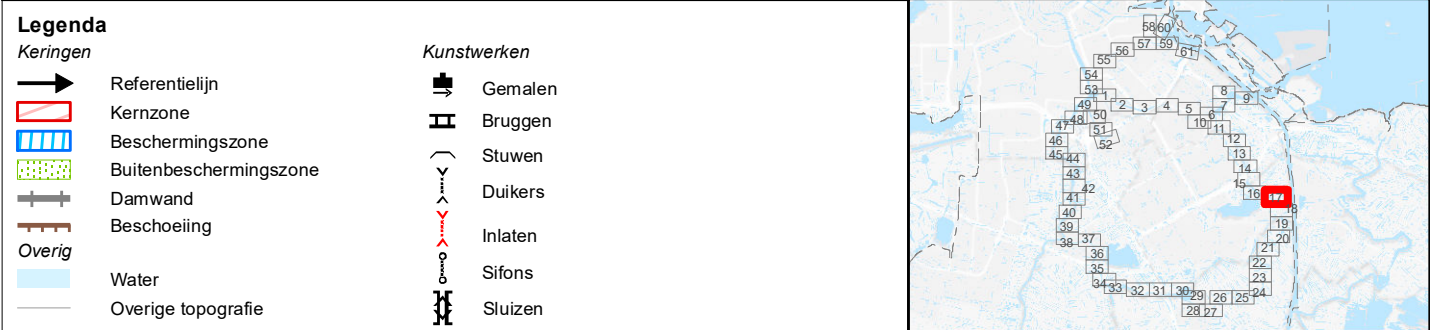 Legenda
Keringen
Referentielijn
Kernzone
Beschermingszone
Buitenbeschermingszone
Damwand
Beschoeiing
Overig
Water
Overige topografie
Kunstwerken
Gemalen
Bruggen
Stuwen
Duikers
Inlaten
Sifons
Sluizen
58 60
57 59
56 61
55
54
53
8
9
49 1 2 3 4 5 7
48 50 6
47 51 10 11
46 52 12
45 13
44 14
43 15
42 16 17
41 18
40 19
39 20
38 37 21
36 22
35 23
34 33 32 31 30 29 26 25 24
28 27